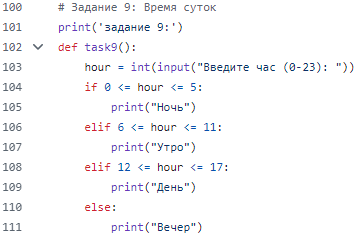 100 # Задание 9: Время суток
101 print('задание 9:')
102 def task9():
103     hour = int(input("Введите час (0-23): "))
104     if 0 <= hour <= 5:
105         print("Ночь")
106     elif 6 <= hour <= 11:
107         print("Утро")
108     elif 12 <= hour <= 17:
109         print("День")
110     else:
111         print("Вечер")